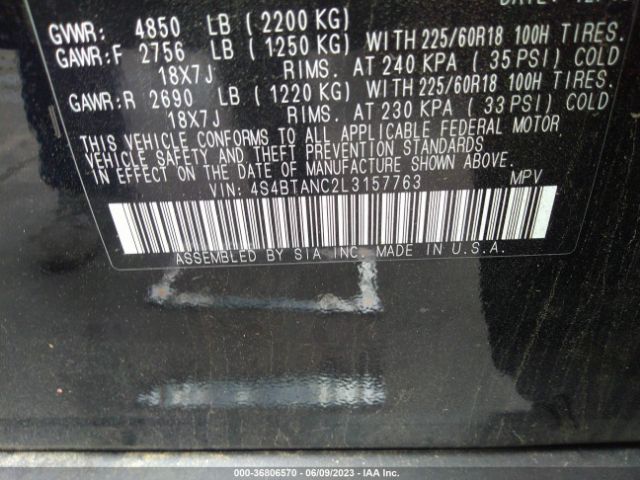 GVWR: 4850 LB (2200 KG)
GAWR:F 2756 LB (1250 KG) WITH 225/60R18 100H TIRES.
18X7J RIMS. AT 240 KPA (35 PSI) COLD
GAWR:R 2690 LB (1220 KG) WITH 225/60R18 100H TIRES.
18X7J RIMS. AT 230 KPA (33 PSI) COLD
THIS VEHICLE CONFORMS TO ALL APPLICABLE FEDERAL MOTOR
VEHICLE SAFETY AND THEFT PREVENTION STANDARDS
IN EFFECT ON THE DATE OF MANUFACTURE SHOWN ABOVE.
VIN: 4S4BTANC2L3157763 MPV
ASSEMBLED BY SIA INC. MADE IN U.S.A.
000-36806570 - 06/09/2023 - IAA Inc.